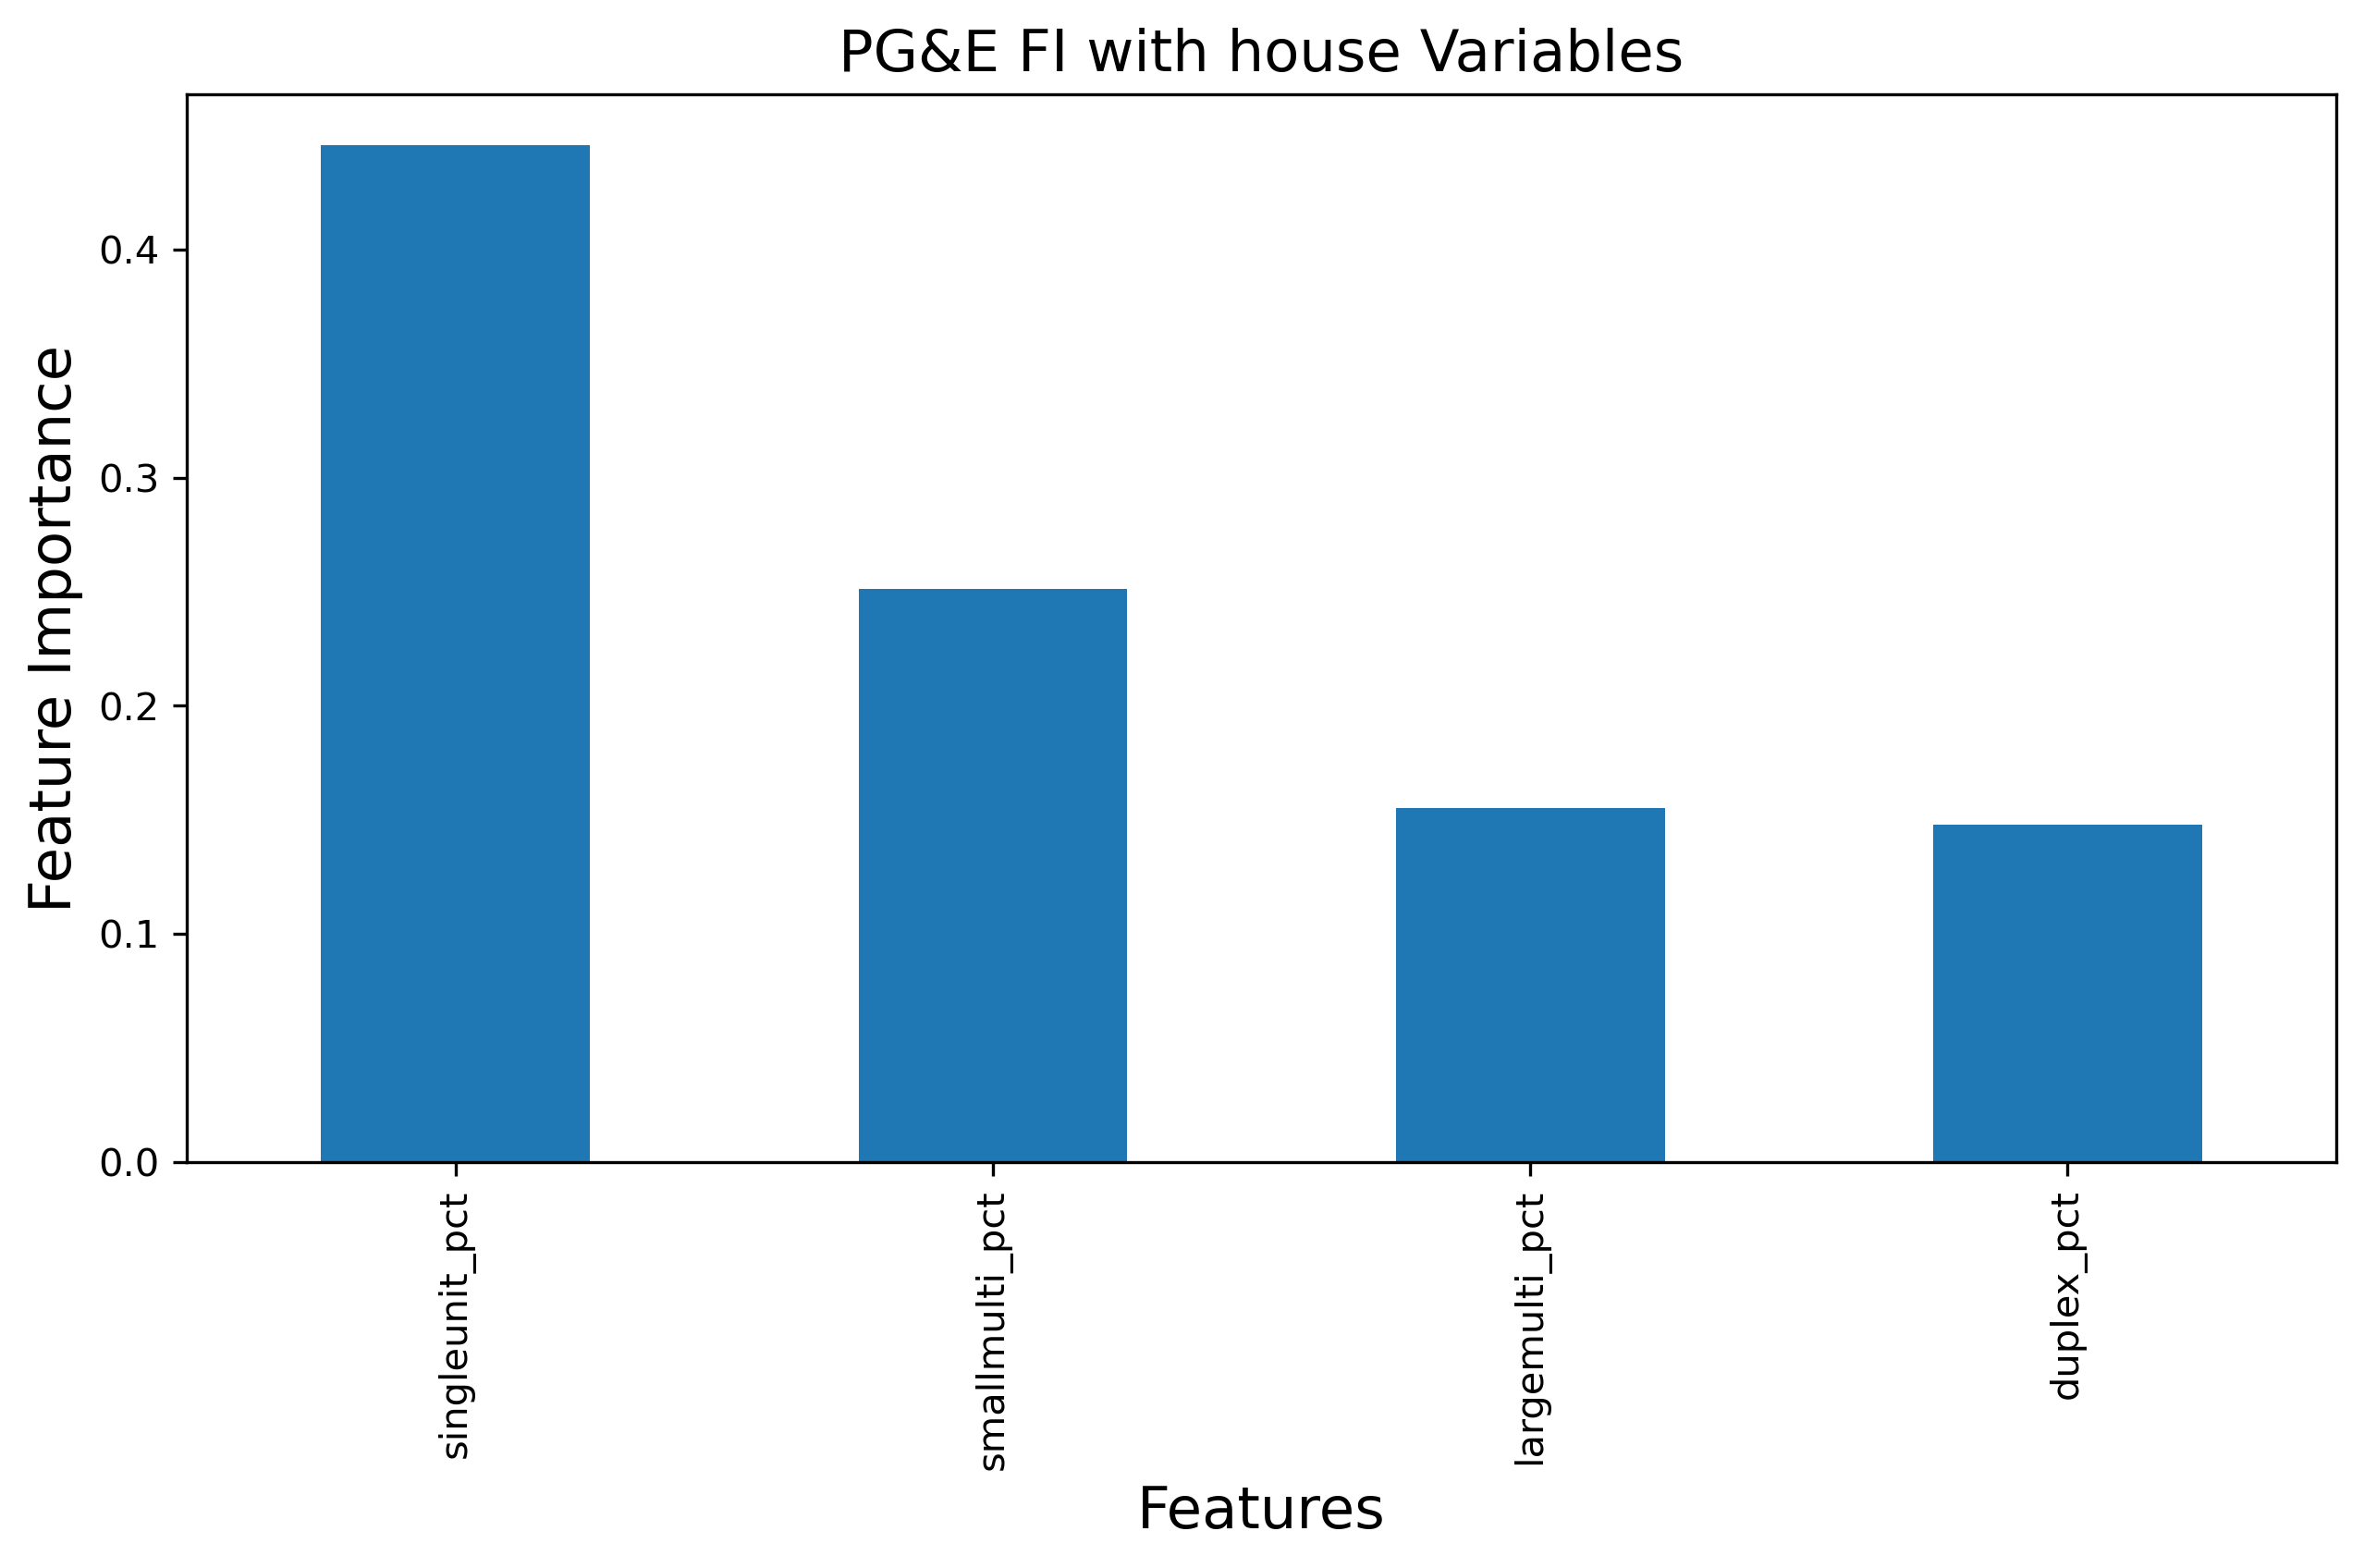 PG&E FI with house Variables
Feature Importance
0.4
0.3
0.2
0.1
0.0
singleunit_pct
smallmulti_pct
largemulti_pct
duplex_pct
Features